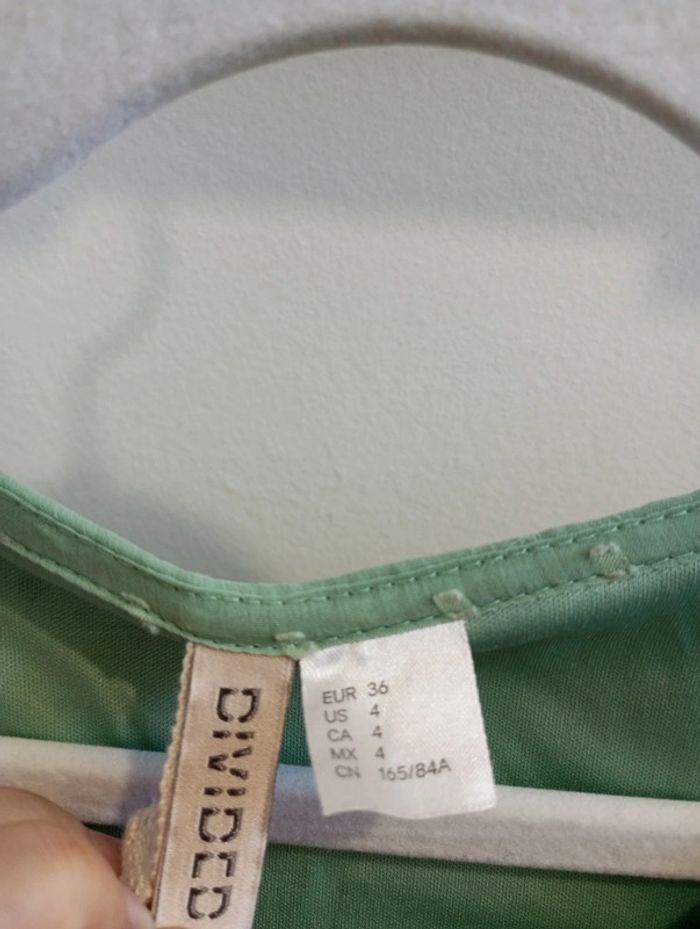 DIVIDED
EUR 36
US 4
CA 4
MX 4
CN 165/84A